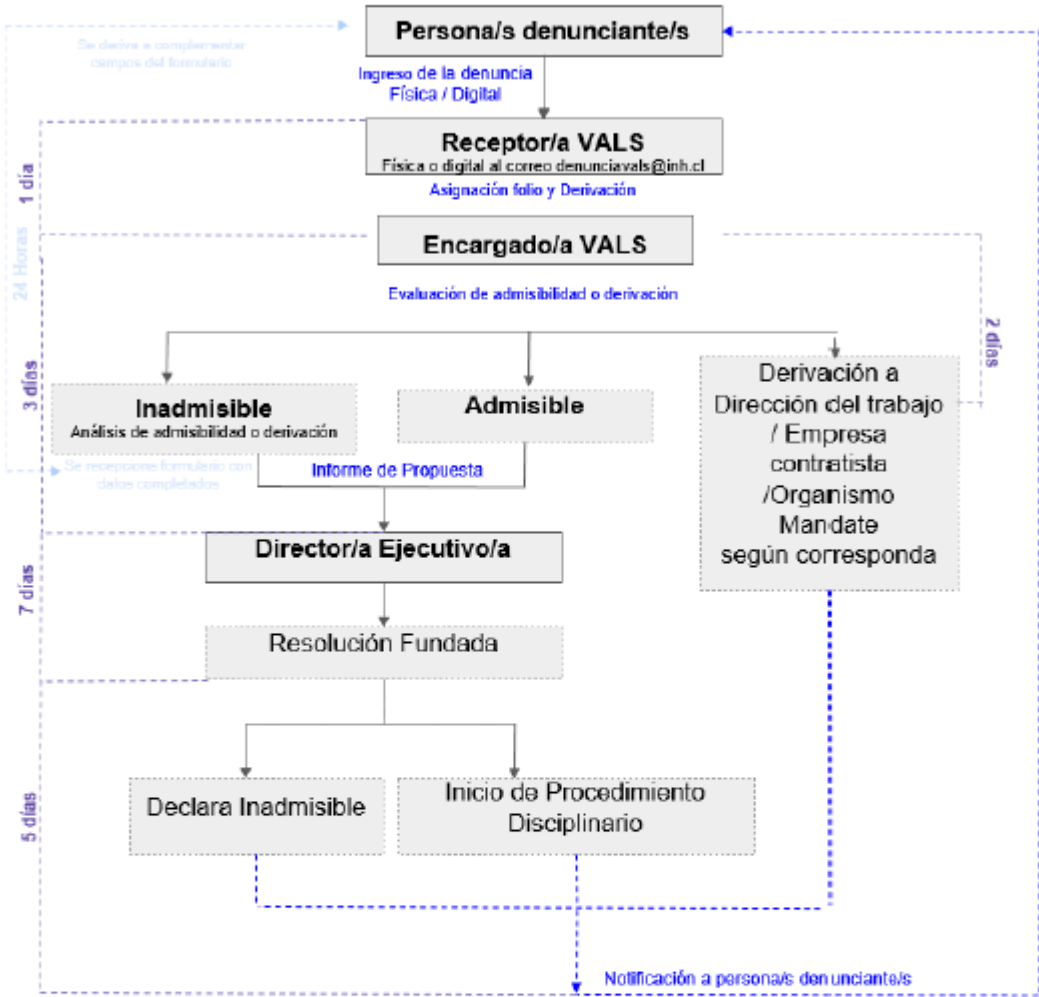 Persona/s denunciante/s
Se deriva a complementar
campos del formulario
Ingreso de la denuncia
Física / Digital
Receptor/a VALS
Física o digital al correo denunciavals@inh.cl
1 día
Asignación folio y Derivación
Encargado/a VALS
24 Horas
Evaluación de admisibilidad o derivación
2 días
3 días
Inadmisible
Análisis de admisibilidad o derivación
Admisible
Derivación a
Dirección del trabajo
/ Empresa
contratista
/Organismo
Mandate
según corresponda
Se recepciona formulario con
datos completados
Informe de Propuesta
Director/a Ejecutivo/a
7 días
Resolución Fundada
Declara Inadmisible
Inicio de Procedimiento
Disciplinario
5 días
Notificación a persona/s denunciante/s